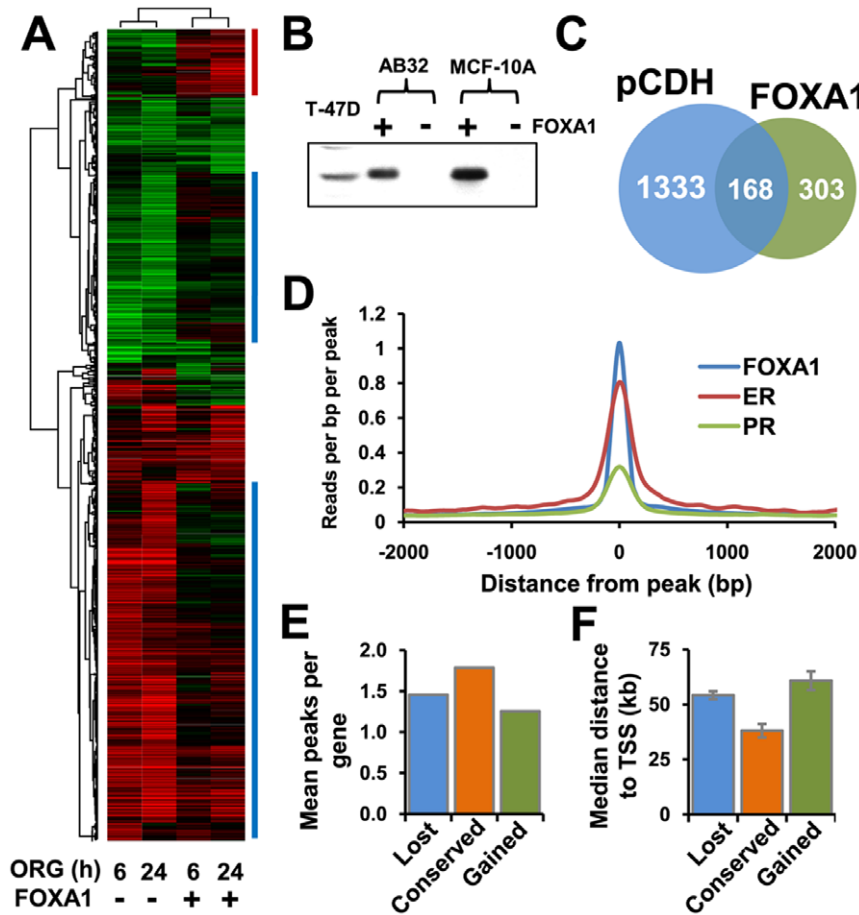 A
ORG (h) 6 24 6 24
FOXA1 - - + +
B
AB32 MCF-10A
T-47D + - + - FOXA1
C
pCDH FOXA1
1333 168 303
D
Reads per bp per peak
1.2
1
0.8
0.6
0.4
0.2
0
-2000 -1000 0 1000 2000
Distance from peak (bp)
FOXA1
ER
PR
E
Mean peaks per
gene
2.0
1.5
1.0
0.5
0.0
Lost Conserved Gained
F
Median distance
to TSS (kb)
75
50
25
0
Lost Conserved Gained